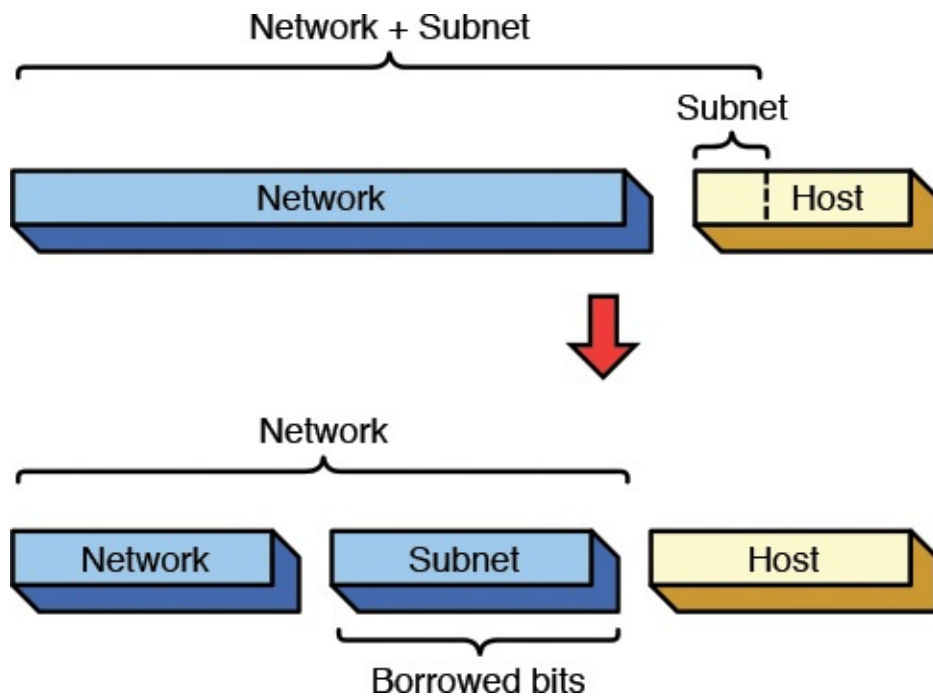 Network + Subnet
Subnet
Network
Host
Network
Network
Subnet
Host
Borrowed bits